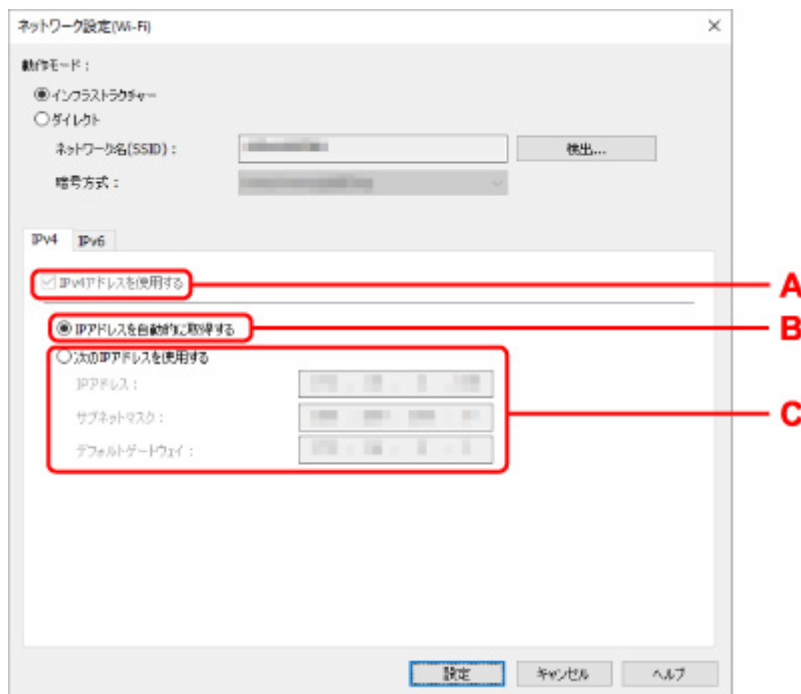 ネットワーク設定(Wi-Fi)
動作モード：
インフラストラクチャー
ダイレクト
ネットワーク名(SSID)：
検出...
暗号方式：
IPv4 IPv6
IPv4アドレスを使用する
A
IPアドレスを自動的に取得する
B
次のIPアドレスを使用する
IPアドレス：
サブネットマスク：
C
デフォルトゲートウェイ：
設定 キャンセル ヘルプ